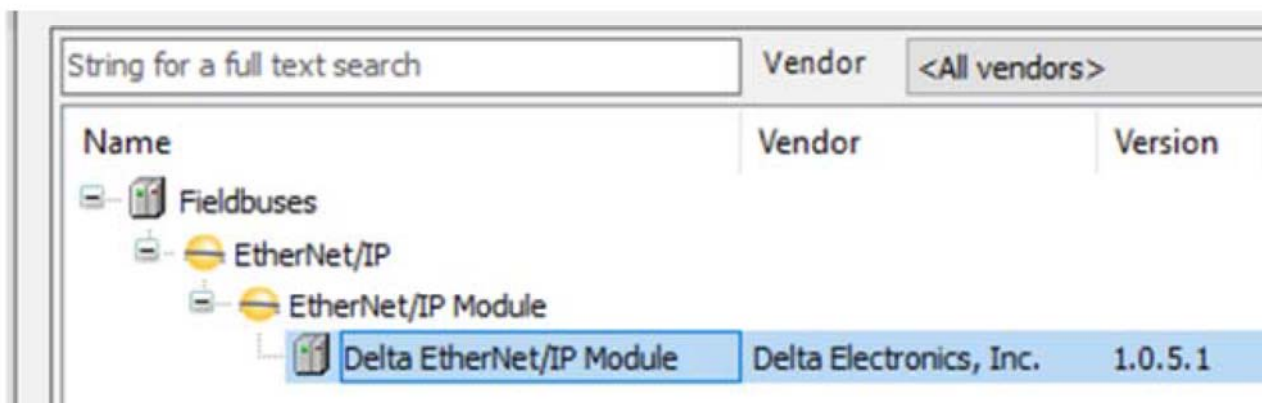 String for a full text search Vendor <All vendors>
Name Vendor Version
Fieldbuses
EtherNet/IP
EtherNet/IP Module
Delta EtherNet/IP Module Delta Electronics, Inc. 1.0.5.1